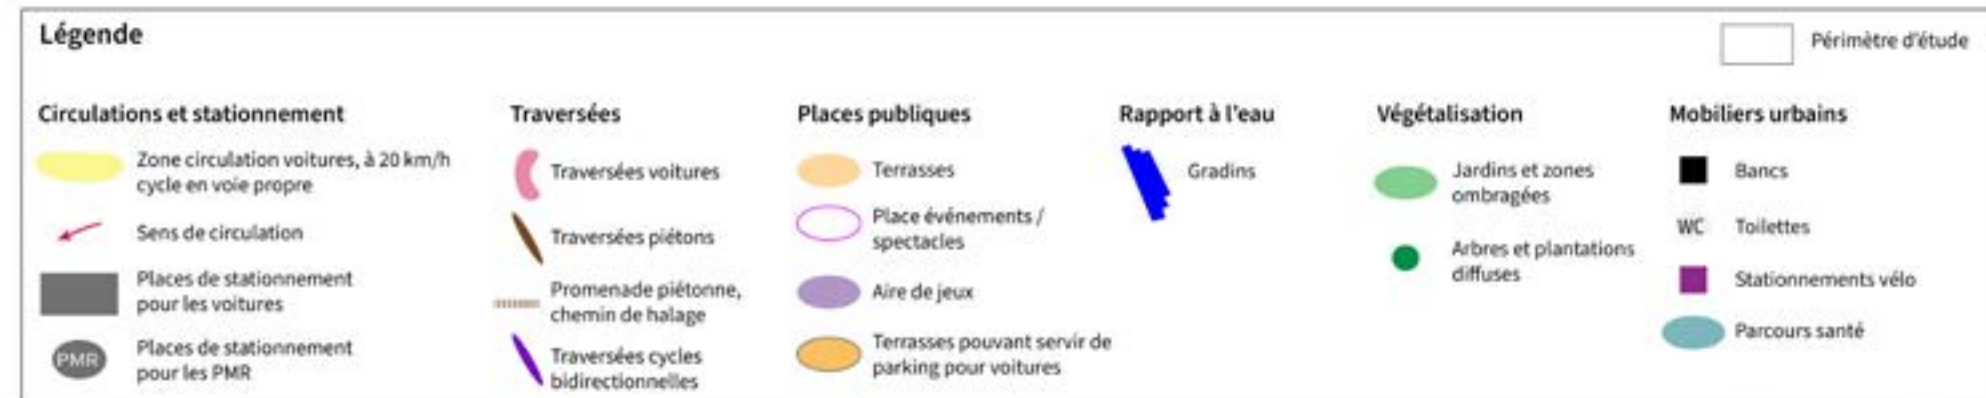 Légende
Périmètre d'étude
Circulations et stationnement
Zone circulation voitures, à 20 km/h
cycle en voie propre
Sens de circulation
Places de stationnement
pour les voitures
PMR
Places de stationnement
pour les PMR
Traversées
Traversées voitures
Traversées piétons
Promenade piétonne,
chemin de halage
Traversées cycles
bidirectionnelles
Places publiques
Terrasses
Place événements /
spectacles
Aire de jeux
Terrasses pouvant servir de
parking pour voitures
Rapport à l'eau
Gradins
Végétalisation
Jardins et zones
ombragées
Arbres et plantations
diffuses
Mobiliers urbains
Bancs
WC Toilettes
Stationnements vélo
Parcours santé